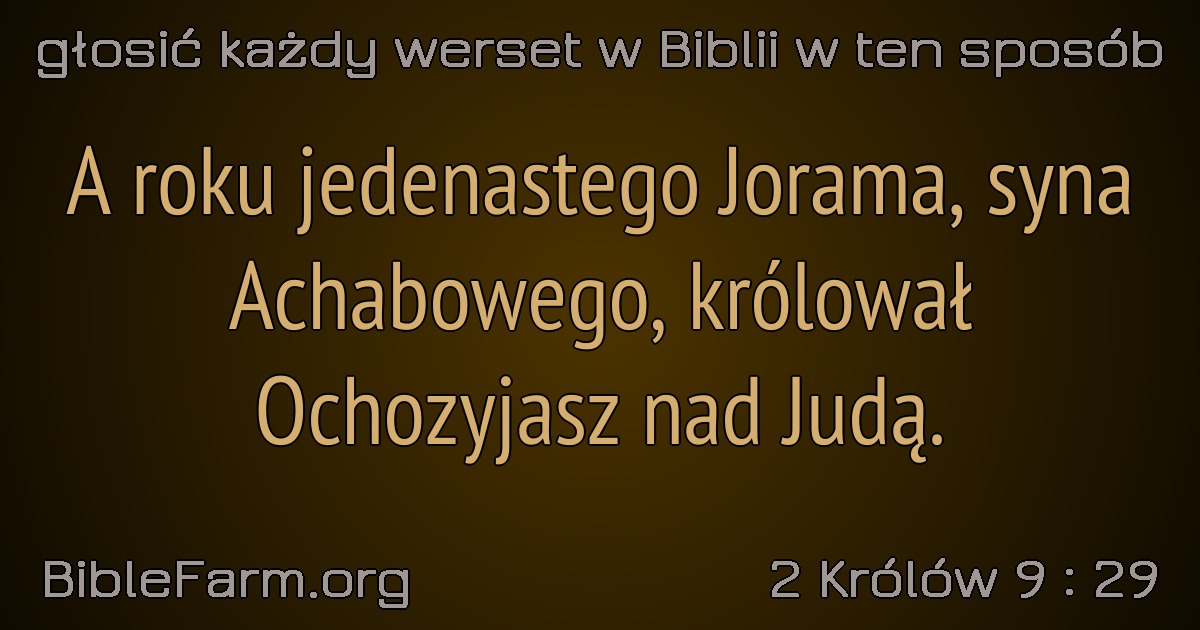 głosić każdy werset w Biblii w ten sposób
A roku jedenastego Jorama, syna
Achabowego, królował
Ochozyjasz nad Judą.
BibleFarm.org
2 Królów 9 : 29